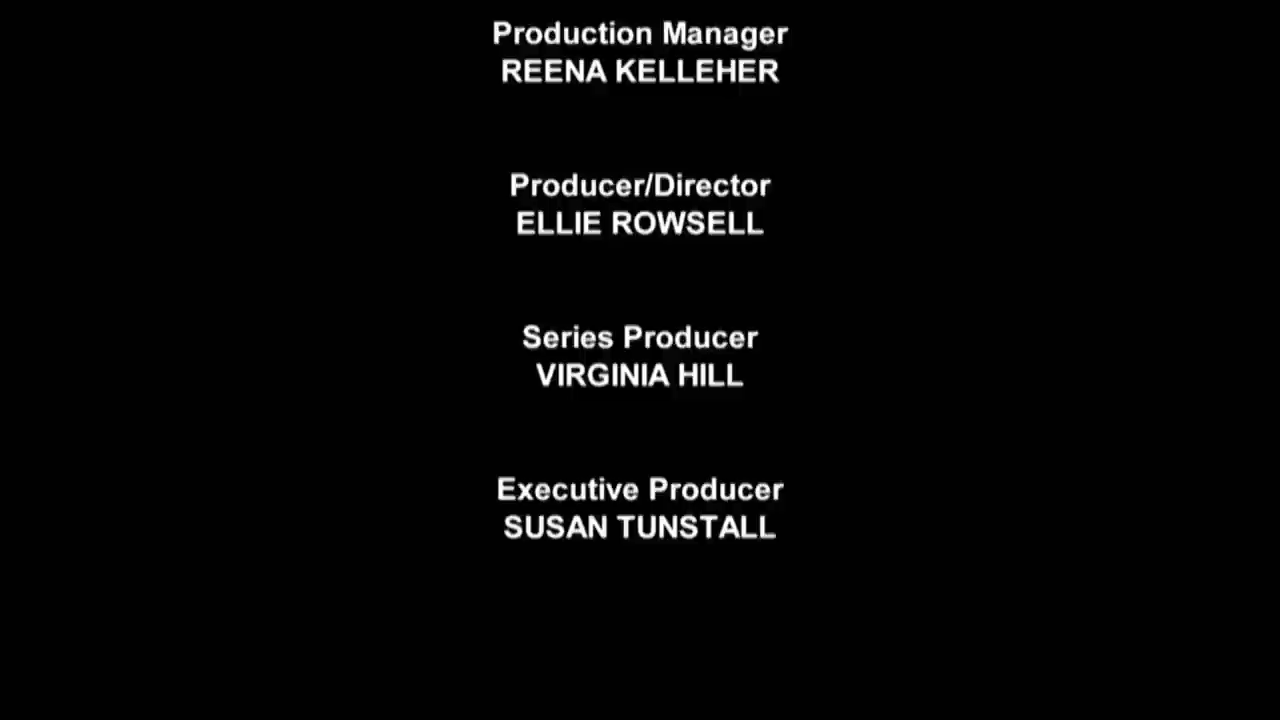 Production Manager
REENA KELLEHER
Producer/Director
ELLIE ROWSELL
Series Producer
VIRGINIA HILL
Executive Producer
SUSAN TUNSTALL